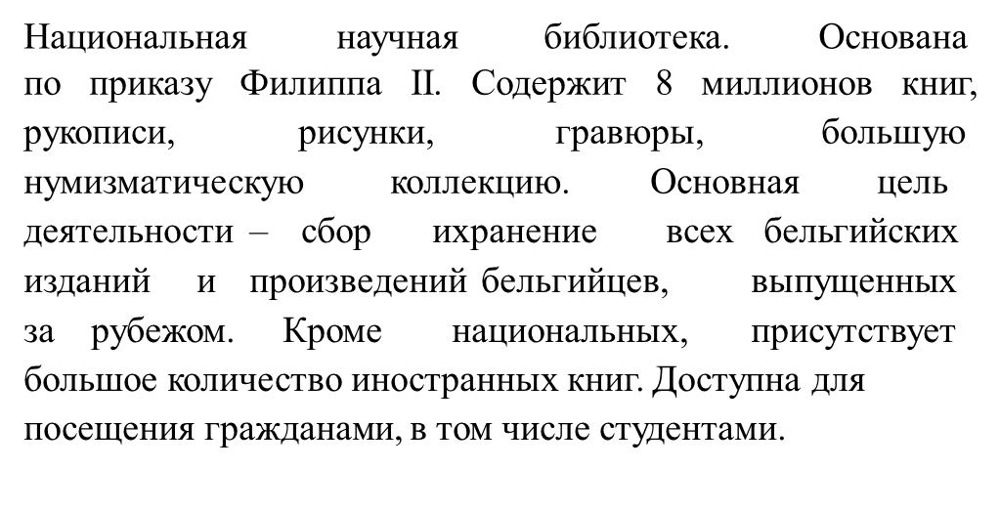 Национальная научная библиотека. Основана
по приказу Филиппа II. Содержит 8 миллионов книг,
рукописи, рисунки, гравюры, большую
нумизматическую коллекцию. Основная цель
деятельности – сбор ихранение всех бельгийских
изданий и произведений бельгийцев, выпущенных
за рубежом. Кроме национальных, присутствует
большое количество иностранных книг. Доступна для
посещения гражданами, в том числе студентами.